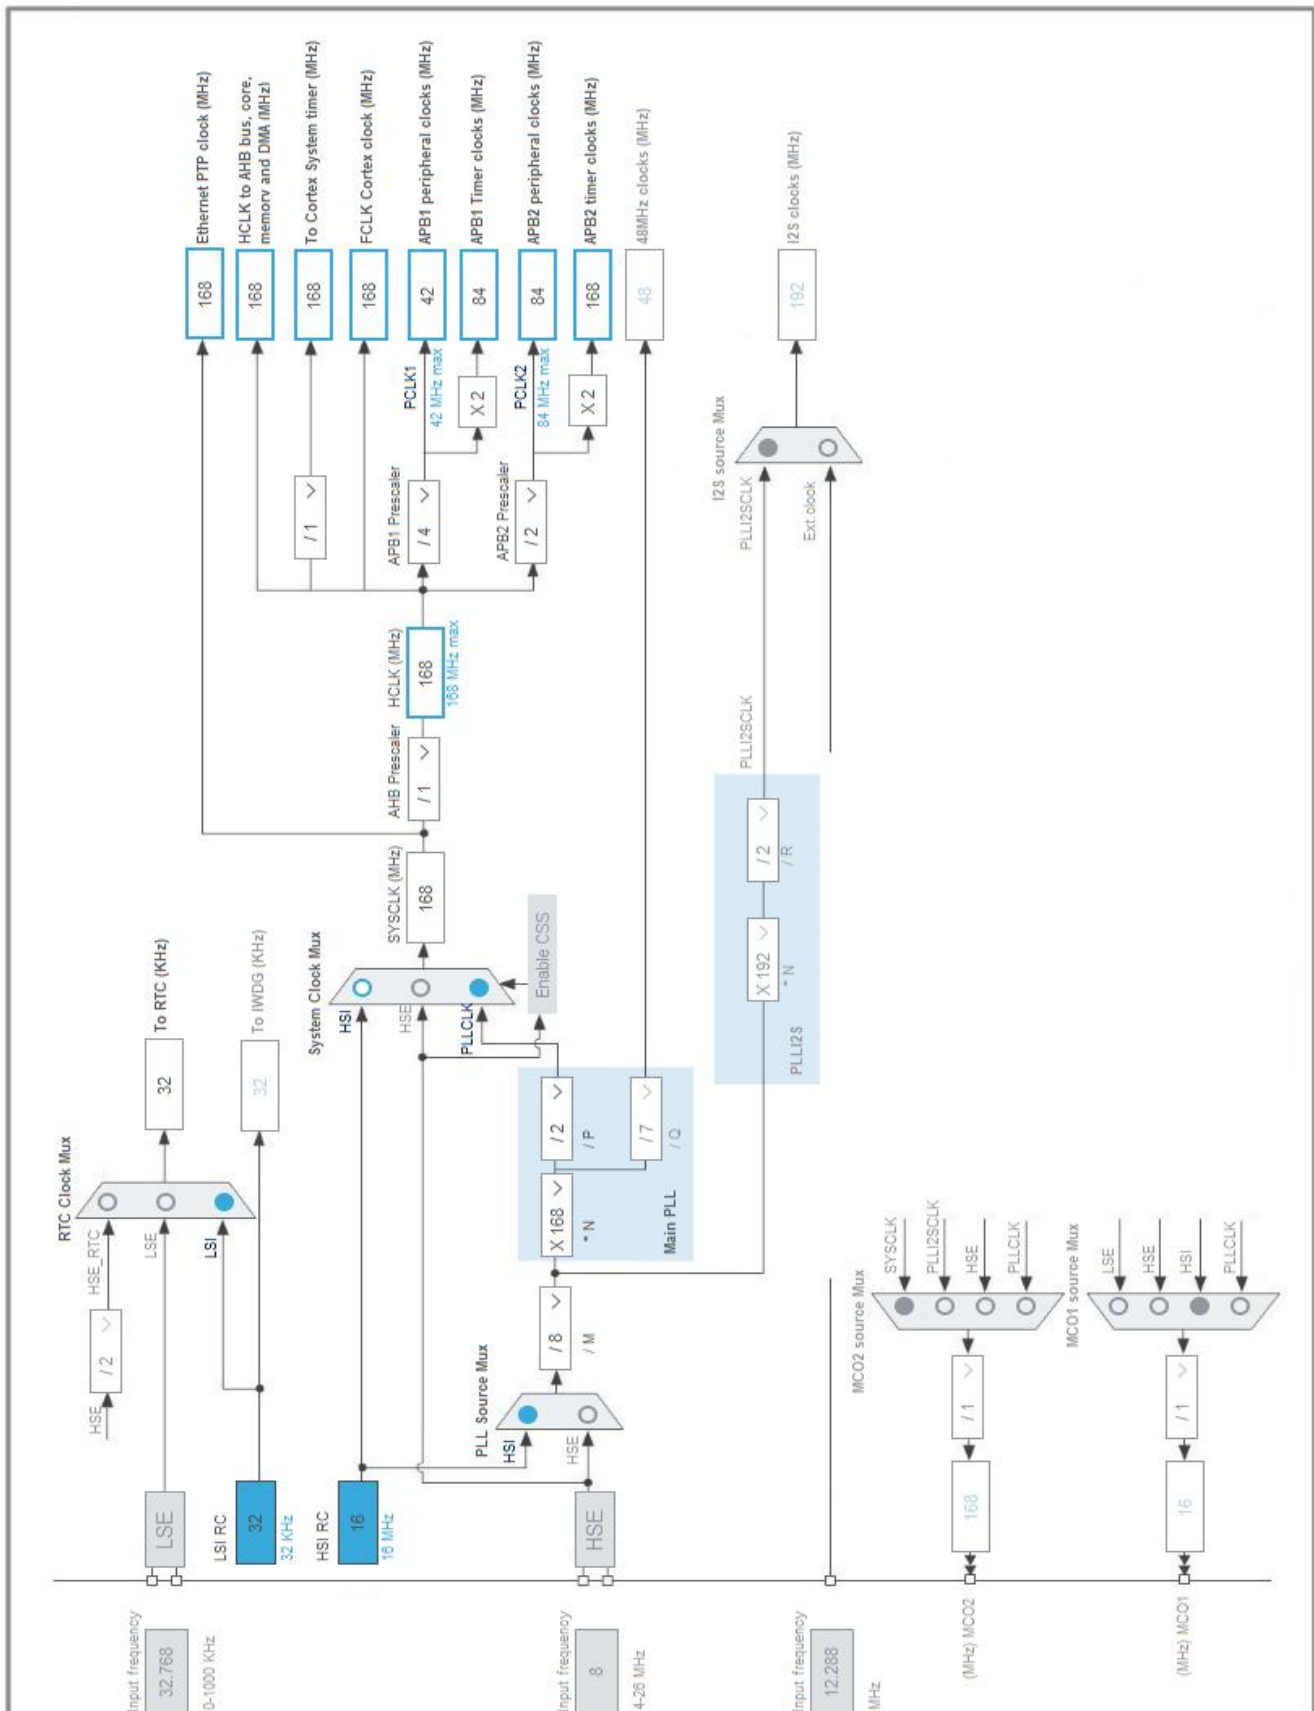 Input frequency
32.768
0-1000 KHz
LSE
HSE
/ 2
HSE_RTC
LSE
LSI
RTC Clock Mux
32
To RTC (KHz)
LSI RC
32
32 KHz
32
To IWDG (KHz)
HSI RC
16
16 MHz
System Clock Mux
HSI
HSE
PLLCLK
Enable CSS
SYSCLK (MHz)
168
AHB Prescaler
/ 1
HCLK (MHz)
168
168 MHz max
168
Ethernet PTP clock (MHz)
168
HCLK to AHB bus, core,
memory and DMA (MHz)
/ 1
168
To Cortex System timer (MHz)
168
FCLK Cortex clock (MHz)
APB1 Prescaler
/ 4
PCLK1
42 MHz max
42
APB1 peripheral clocks (MHz)
X 2
84
APB1 Timer clocks (MHz)
APB2 Prescaler
/ 2
PCLK2
84 MHz max
84
APB2 peripheral clocks (MHz)
X 2
168
APB2 timer clocks (MHz)
48
48MHz clocks (MHz)
Input frequency
8
4-26 MHz
HSE
PLL Source Mux
HSI
HSE
/ 8
/ M
X 168
* N
/ 2
/ P
/ 7
/ Q
Main PLL
PLLI2S
X 192
* N
/ 2
/ R
PLLI2SCLK
I2S source Mux
PLLI2SCLK
Ext.clock
192
I2S clocks (MHz)
Input frequency
12.288
MHz
MCO2 source Mux
SYSCLK
PLLI2SCLK
HSE
PLLCLK
/ 1
168
(MHz) MCO2
MCO1 source Mux
LSE
HSE
HSI
PLLCLK
/ 1
16
(MHz) MCO1